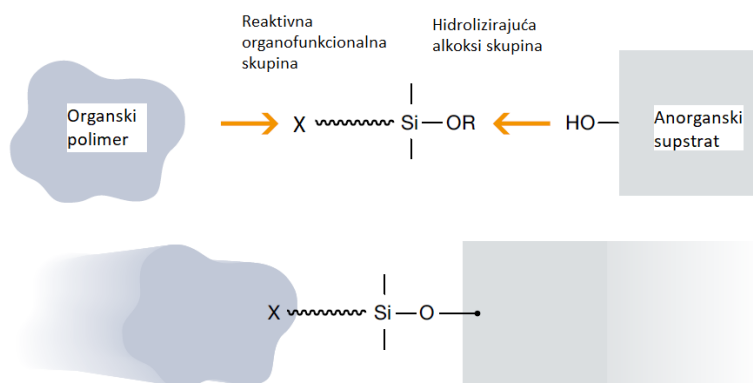 Reaktivna
organofunkcionalna
skupina
Hidrolizirajuća
alkoksi skupina
Organski
polimer
X
Si
OR
HO
Anorganski
supstrat
X
Si
O